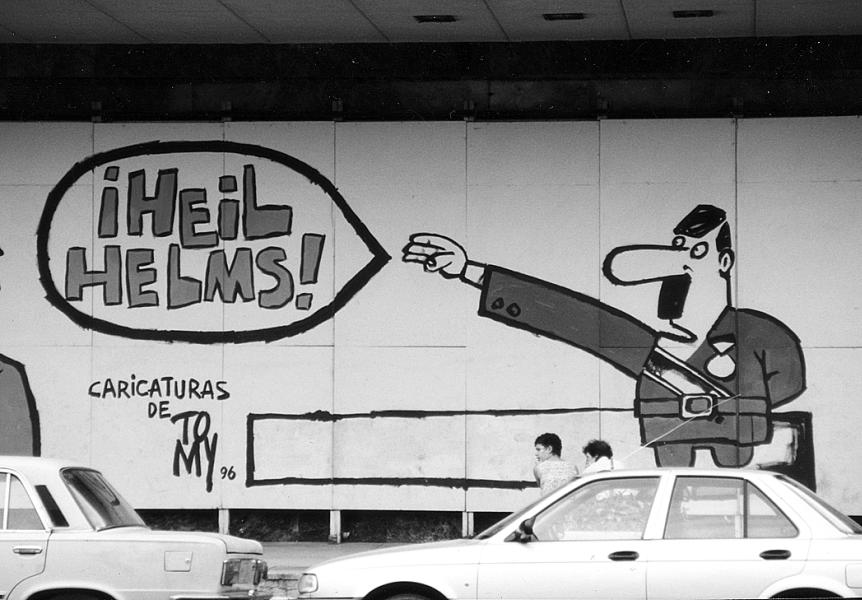 ¡HEiL
HELMS!
CARiCATURAS
DE
TO
MY
96